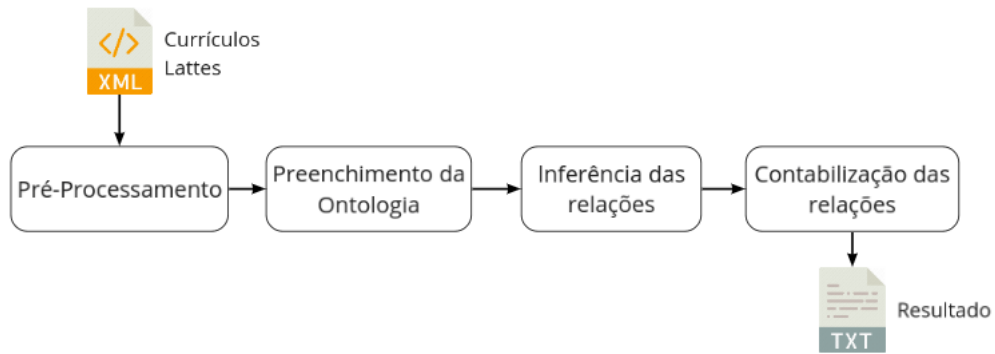 </>
XML
Currículos
Lattes
Pré-Processamento
Preenchimento da
Ontologia
Inferência das
relações
Contabilização das
relações
TXT
Resultado